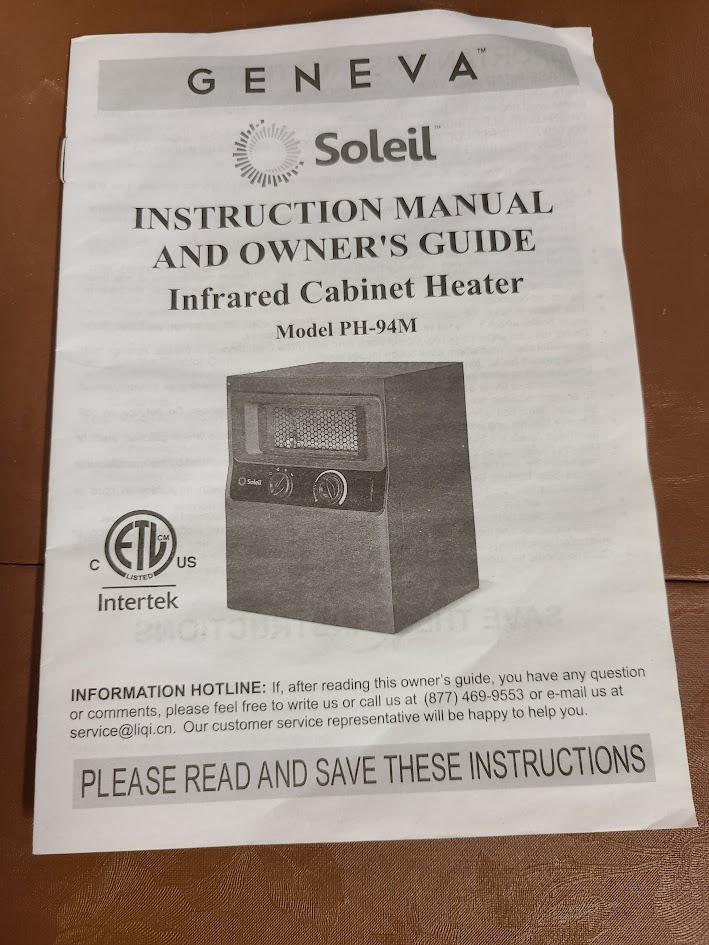 GENEVA™
Soleil™
INSTRUCTION MANUAL
AND OWNER'S GUIDE
Infrared Cabinet Heater
Model PH-94M
Soleil
C ETL CM US
LISTED
Intertek
INFORMATION HOTLINE: If, after reading this owner's guide, you have any question
or comments, please feel free to write us or call us at (877) 469-9553 or e-mail us at
service@liqi.cn. Our customer service representative will be happy to help you.
PLEASE READ AND SAVE THESE INSTRUCTIONS